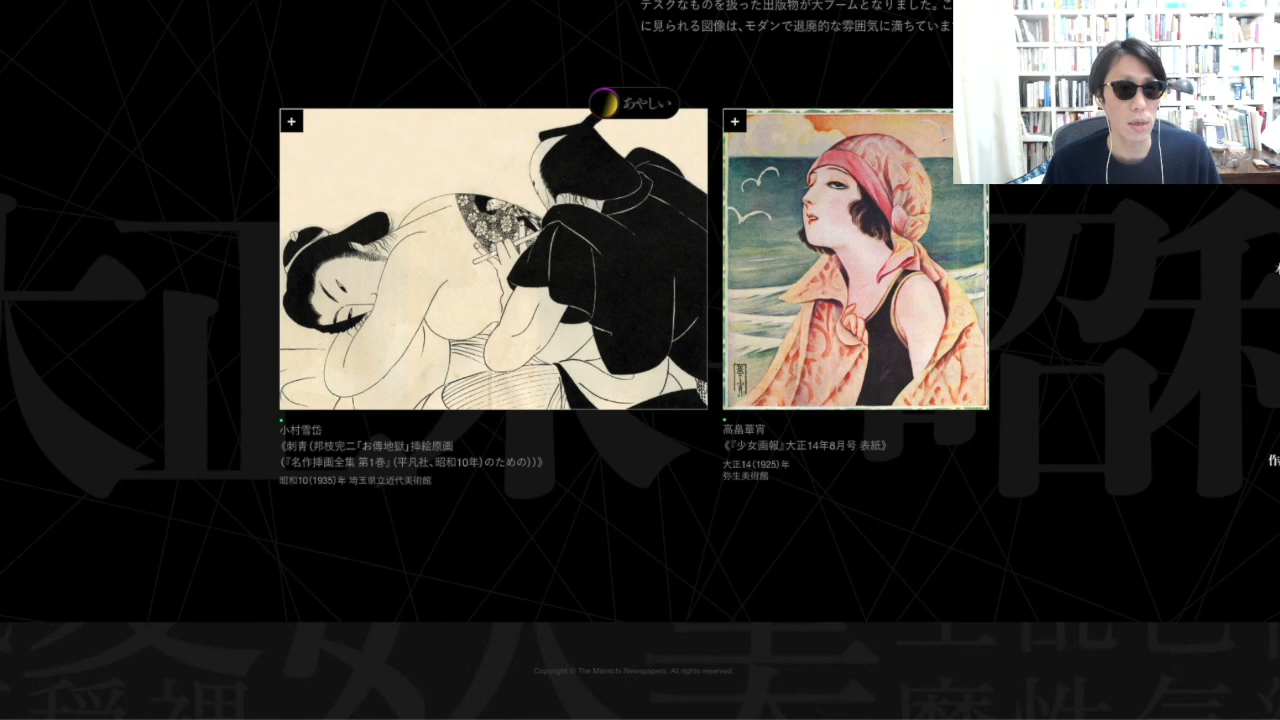 テスクなものを扱った出版物が大ブームとなりました。こ
に見られる図像は、モダンで退廃的な雰囲気に満ちていま
あやしい
小村雪岱
《刺青(邦枝完二「お傳地獄」挿絵原画
(『名作挿画全集 第1巻』(平凡社、昭和10年)のための))》
昭和10(1935)年 埼玉県立近代美術館
高畠華宵
《『少女画報』大正14年8月号 表紙》
大正14(1925)年
弥生美術館
作
大正末 昭和
Copyright © The Mainichi Newspapers. All rights reserved.